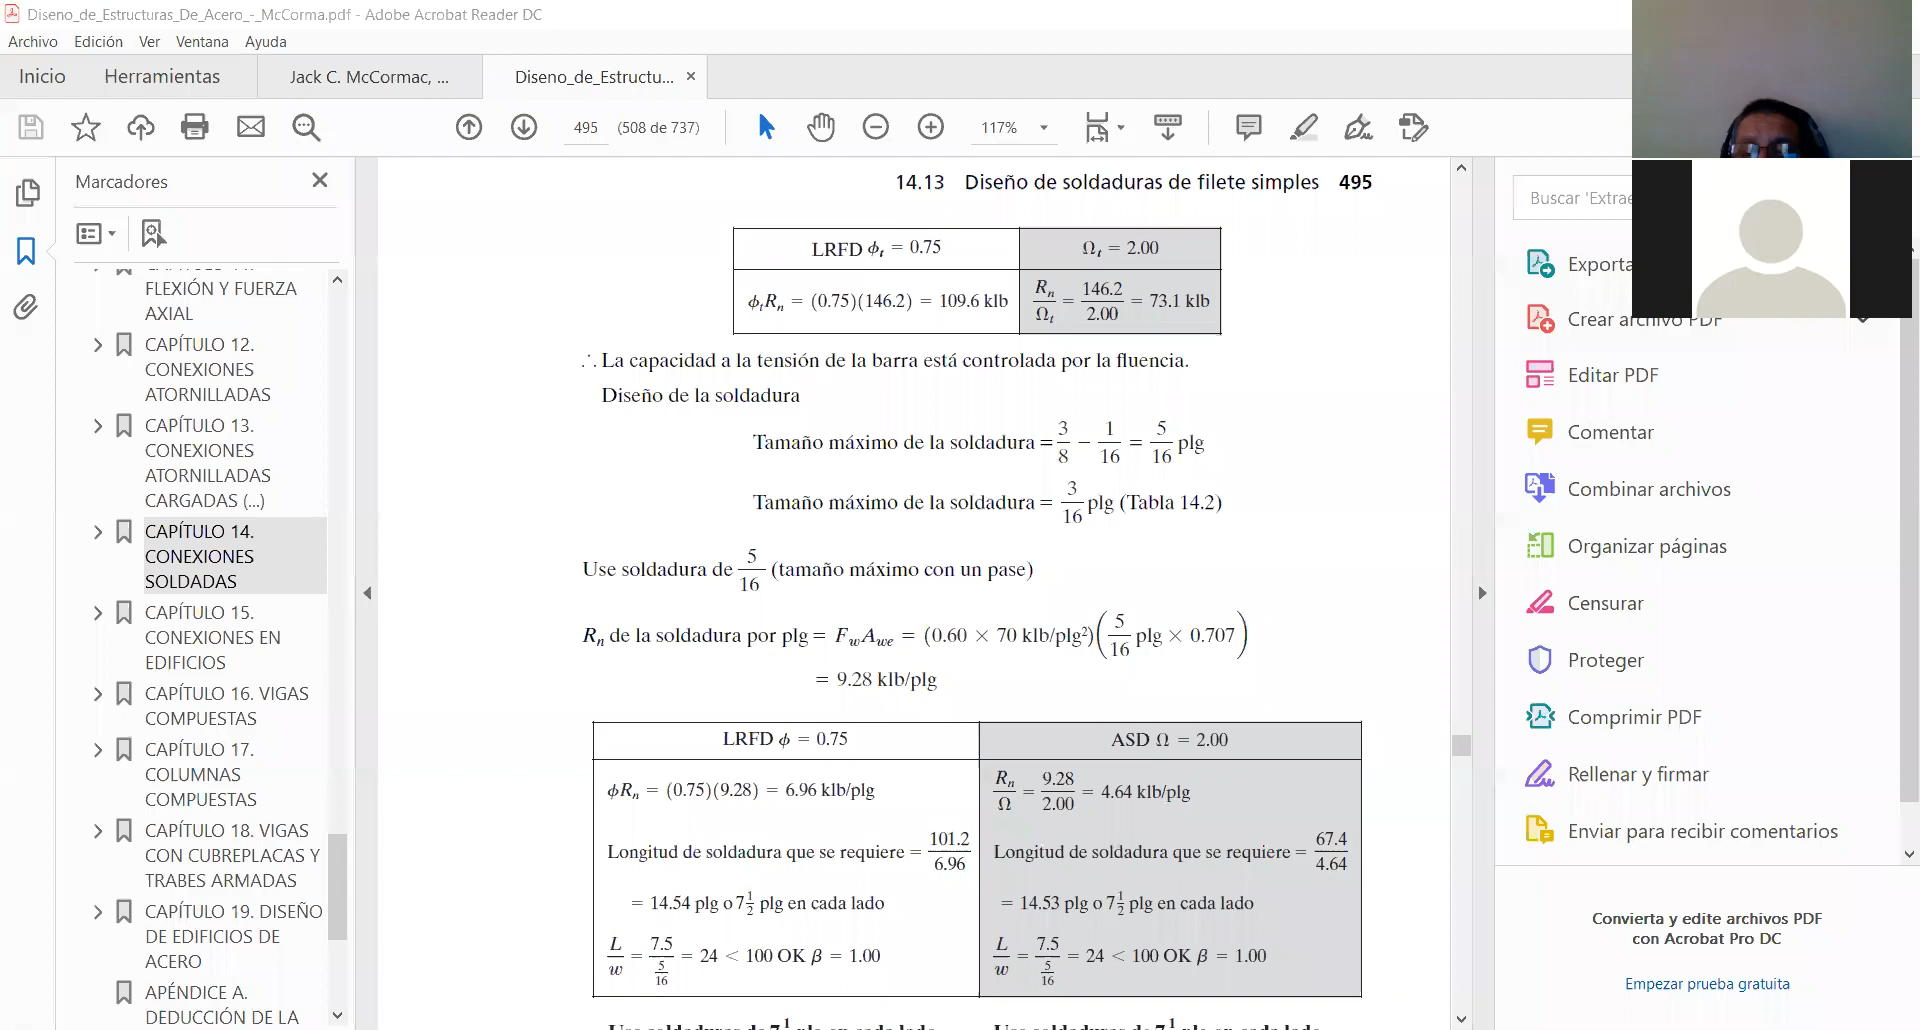 Diseno_de_Estructuras_De_Acero_-_McCorma.pdf - Adobe Acrobat Reader DC
Archivo Edición Ver Ventana Ayuda
Inicio Herramientas Jack C. McCormac, ... Diseno_de_Estructu... ×
495 (508 de 737) 117%
Marcadores
FLEXIÓN Y FUERZA
AXIAL
CAPÍTULO 12.
CONEXIONES
ATORNILLADAS
CAPÍTULO 13.
CONEXIONES
ATORNILLADAS
CARGADAS (...)
CAPÍTULO 14.
CONEXIONES
SOLDADAS
CAPÍTULO 15.
CONEXIONES EN
EDIFICIOS
CAPÍTULO 16. VIGAS
COMPUESTAS
CAPÍTULO 17.
COLUMNAS
COMPUESTAS
CAPÍTULO 18. VIGAS
CON CUBREPLACAS Y
TRABES ARMADAS
CAPÍTULO 19. DISEÑO
DE EDIFICIOS DE
ACERO
APÉNDICE A.
DEDUCCIÓN DE LA
14.13 Diseño de soldaduras de filete simples 495
LRFD ϕt = 0.75
Ωt = 2.00
ϕtRn = (0.75)(146.2) = 109.6 klb
Rn/Ωt = 146.2/2.00 = 73.1 klb
∴ La capacidad a la tensión de la barra está controlada por la fluencia.
Diseño de la soldadura
Tamaño máximo de la soldadura = 3/8 − 1/16 = 5/16 plg
Tamaño máximo de la soldadura = 3/16 plg (Tabla 14.2)
Use soldadura de 5/16 (tamaño máximo con un pase)
Rn de la soldadura por plg = FwAwe = (0.60 × 70 klb/plg²)(5/16 plg × 0.707)
= 9.28 klb/plg
LRFD ϕ = 0.75
ϕRn = (0.75)(9.28) = 6.96 klb/plg
Longitud de soldadura que se requiere = 101.2/6.96
= 14.54 plg o 7 1/2 plg en cada lado
L/w = 7.5/(5/16) = 24 < 100 OK β = 1.00
ASD Ω = 2.00
Rn/Ω = 9.28/2.00 = 4.64 klb/plg
Longitud de soldadura que se requiere = 67.4/4.64
= 14.53 plg o 7 1/2 plg en cada lado
L/w = 7.5/(5/16) = 24 < 100 OK β = 1.00
Buscar 'Extrae
Exporta
Crear archivo PDF
Editar PDF
Comentar
Combinar archivos
Organizar páginas
Censurar
Proteger
Comprimir PDF
Rellenar y firmar
Enviar para recibir comentarios
Convierta y edite archivos PDF
con Acrobat Pro DC
Empezar prueba gratuita